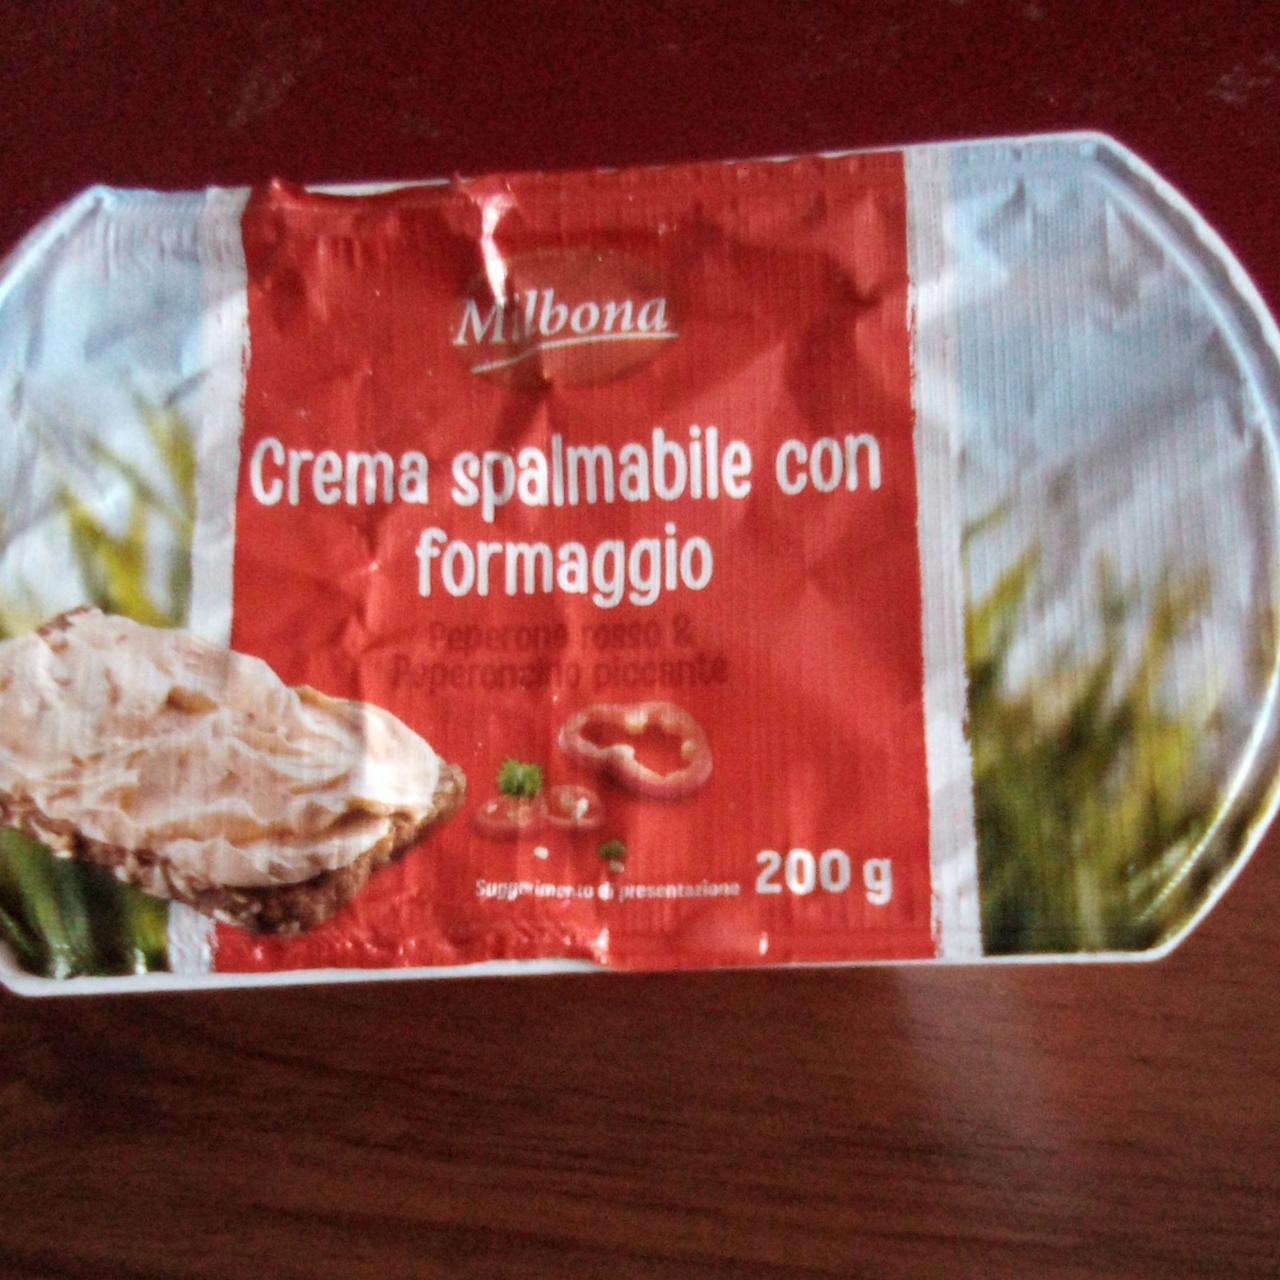 Milbona
Crema spalmabile con
formaggio
Peperone rosso &
Peperoncino piccante
Suggerimento di presentazione
200 g